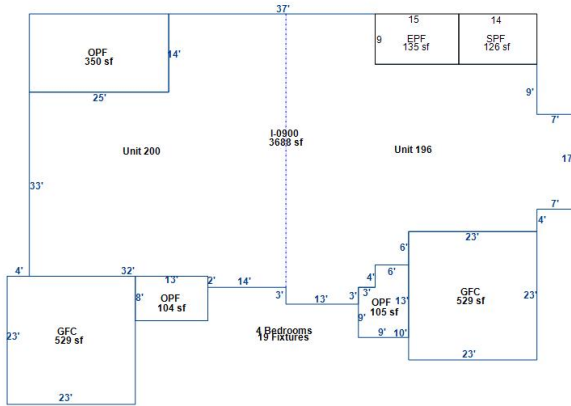 37'
15
14
OPF
350 sf
14'
9
EPF
135 sf
SPF
126 sf
9'
25'
7'
I-0900
3688 sf
Unit 200
Unit 196
17
33'
7'
4'
23'
6'
4'
32'
13'
2'
14'
4'
6'
3'
3'
3'
13'
8'
OPF
104 sf
OPF
105 sf
13'
GFC
529 sf
23'
23'
GFC
529 sf
9'
4 Bedrooms
19 Fixtures
9'
10'
23'
23'